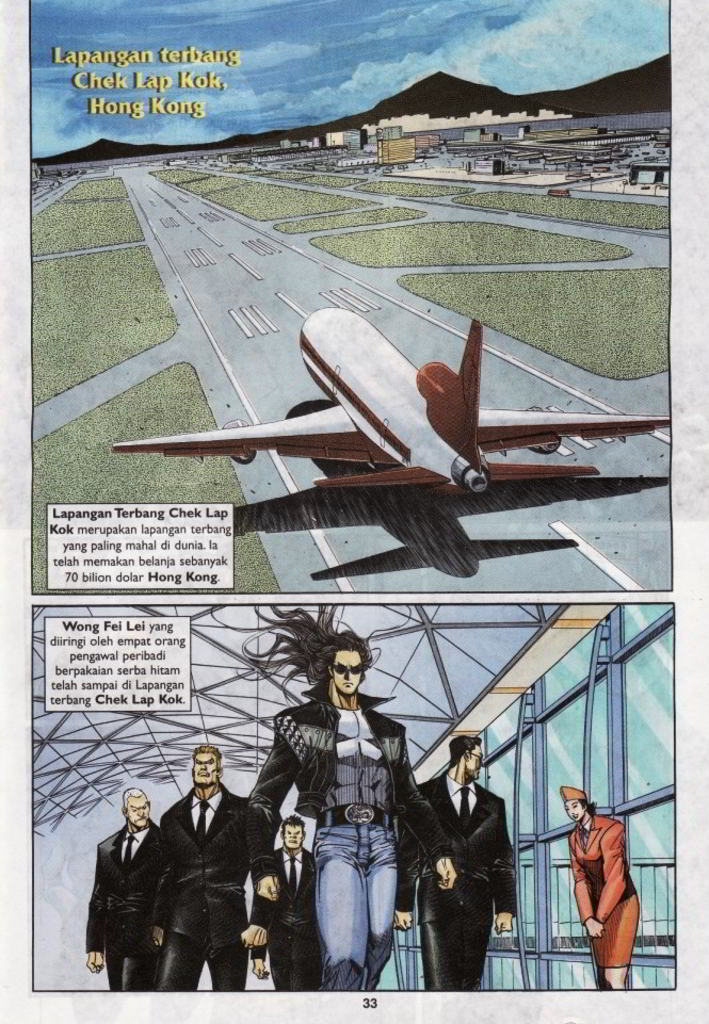 Lapangan terbang
Chek Lap Kok,
Hong Kong
Lapangan Terbang Chek Lap
Kok merupakan lapangan terbang
yang paling mahal di dunia. Ia
telah memakan belanja sebanyak
70 bilion dolar Hong Kong.
Wong Fei Lei yang
diiringi oleh empat orang
pengawal peribadi
berpakaian serba hitam
telah sampai di Lapangan
terbang Chek Lap Kok.
33